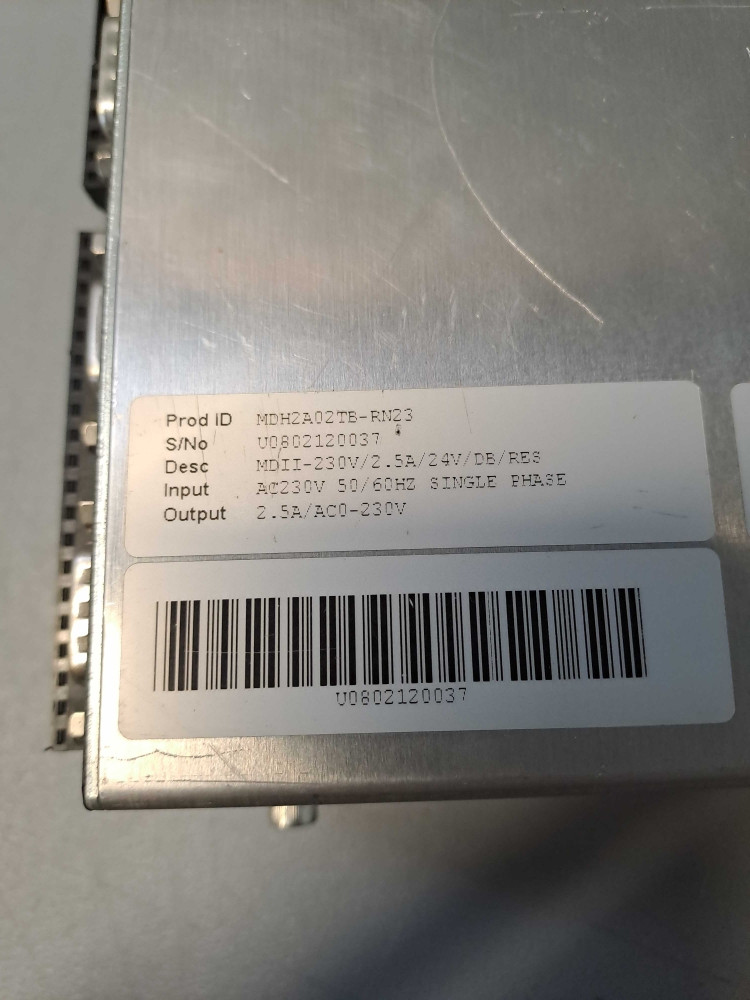 Prod ID MDH2A02TB-RN23
S/No U0802120037
Desc MDII-230V/2.5A/24V/DB/RES
Input AC230V 50/60HZ SINGLE PHASE
Output 2.5A/AC0-230V
U0802120037